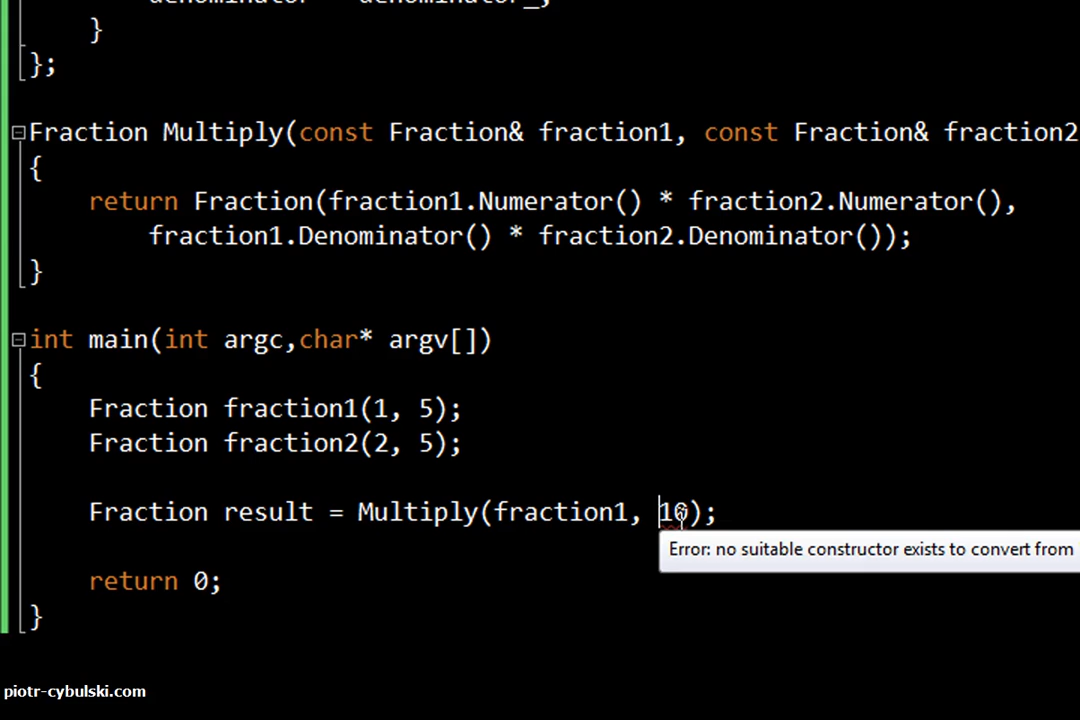 }
};
Fraction Multiply(const Fraction& fraction1, const Fraction& fraction2
{
return Fraction(fraction1.Numerator() * fraction2.Numerator(),
fraction1.Denominator() * fraction2.Denominator());
}
int main(int argc,char* argv[])
{
Fraction fraction1(1, 5);
Fraction fraction2(2, 5);
Fraction result = Multiply(fraction1, 10);
Error: no suitable constructor exists to convert from
return 0;
}
piotr-cybulski.com